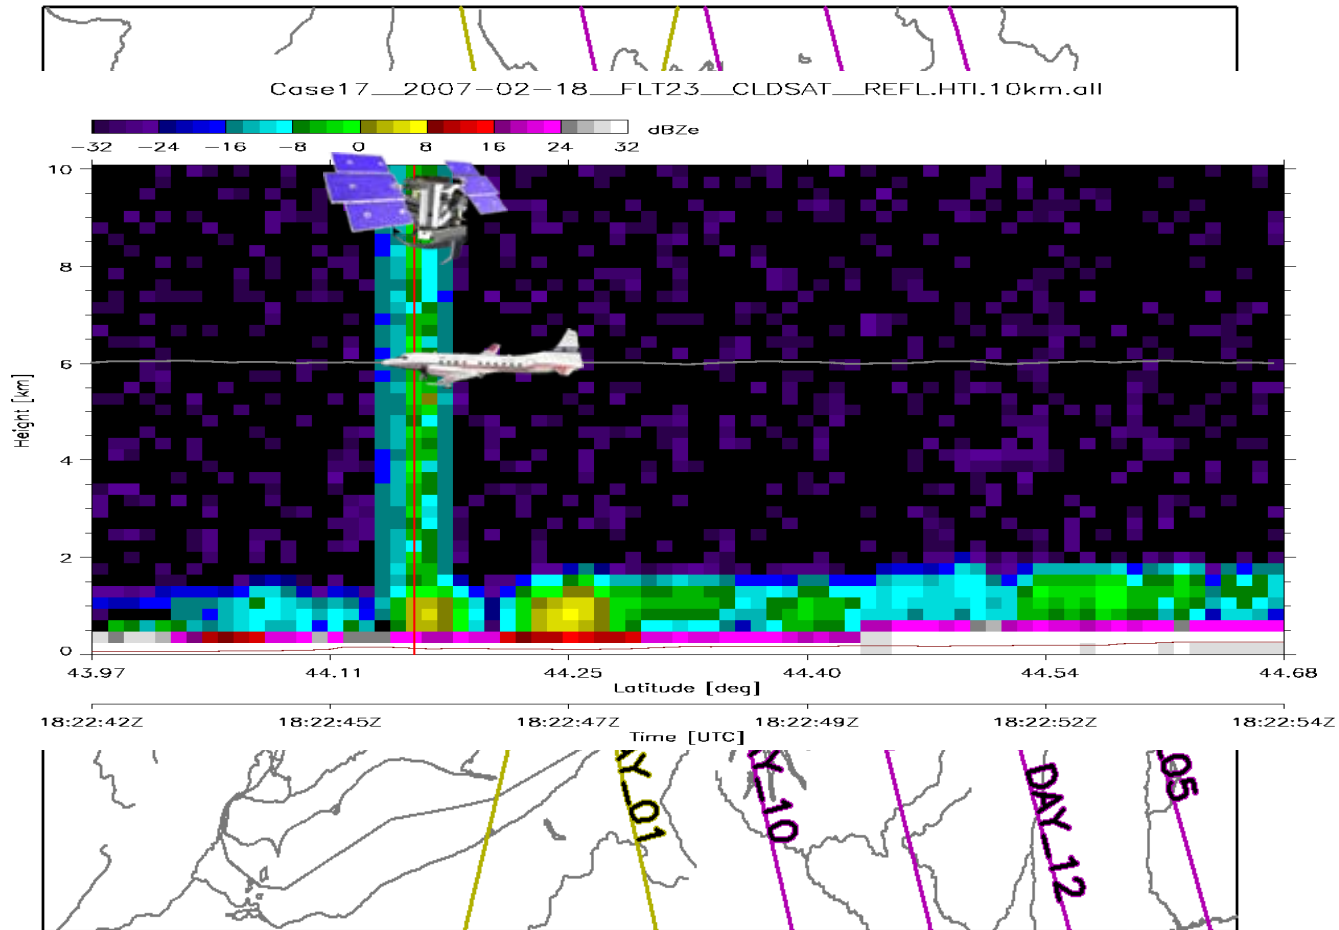 Case17__2007-02-18__FLT23__CLDSAT__REFL.HTI.10km.all
dBZe
-32 -24 -16 -8 0 8 16 24 32
10
8
6
4
2
0
Height [km]
43.97 44.11 44.25 44.40 44.54 44.68
Latitude [deg]
18:22:42Z 18:22:45Z 18:22:47Z 18:22:49Z 18:22:52Z 18:22:54Z
Time [UTC]
AY_01
Y_10
DAY_12
05